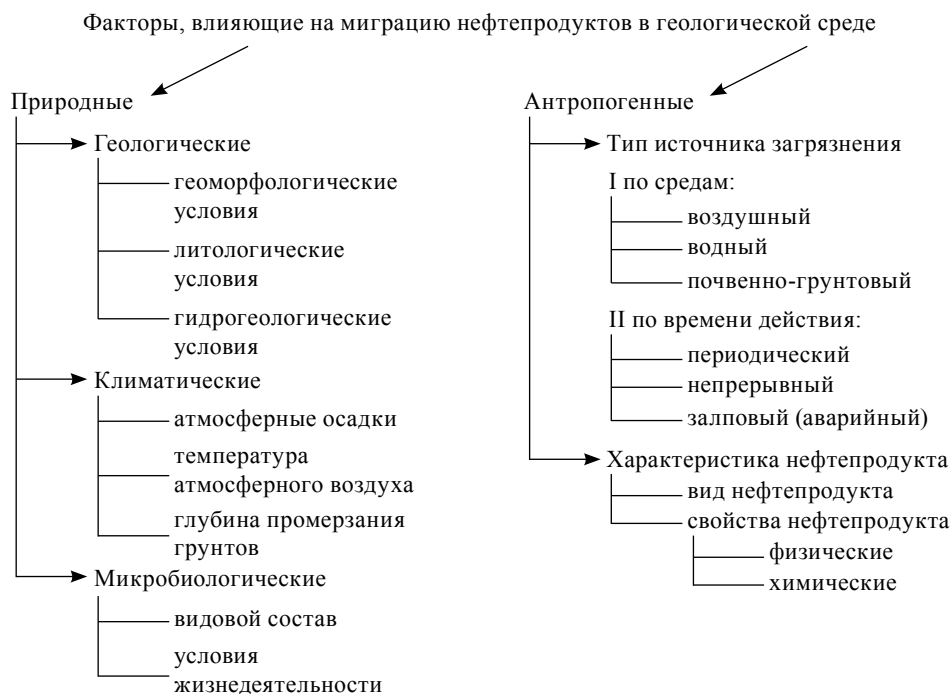 Факторы, влияющие на миграцию нефтепродуктов в геологической среде
Природные
Геологические
геоморфологические
условия
литологические
условия
гидрогеологические
условия
Климатические
атмосферные осадки
температура
атмосферного воздуха
глубина промерзания
грунтов
Микробиологические
видовой состав
условия
жизнедеятельности
Антропогенные
Тип источника загрязнения
I по средам:
воздушный
водный
почвенно-грунтовый
II по времени действия:
периодический
непрерывный
залповый (аварийный)
Характеристика нефтепродукта
вид нефтепродукта
свойства нефтепродукта
физические
химические